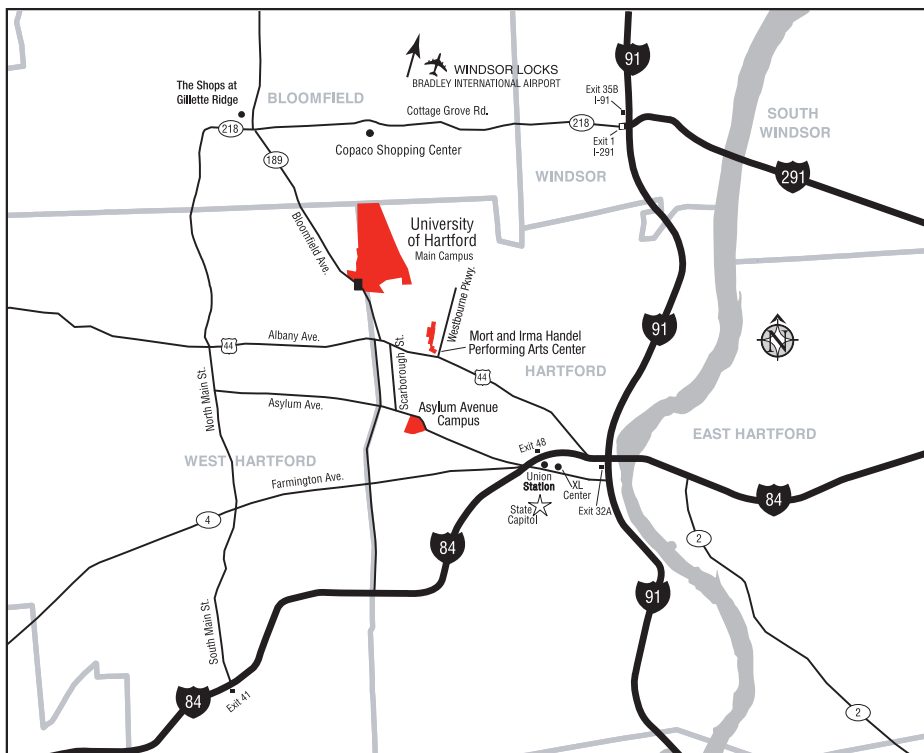 91
WINDSOR LOCKS
BRADLEY INTERNATIONAL AIRPORT
The Shops at
Gillette Ridge
BLOOMFIELD
Exit 35B
I-91
Cottage Grove Rd.
218
218
SOUTH
WINDSOR
Exit 1
I-291
Copaco Shopping Center
189
WINDSOR
291
Bloomfield Ave.
University
of Hartford
Main Campus
Westbourne Pkwy.
91
N
Albany Ave.
44
Mort and Irma Handel
Performing Arts Center
Scarborough St.
North Main St.
44
HARTFORD
Asylum Ave.
Asylum Avenue
Campus
EAST HARTFORD
Exit 48
WEST HARTFORD
Farmington Ave.
Union
Station
XL
Center
State
Capitol
Exit 32A
84
4
2
84
91
South Main St.
84
Exit 41
2